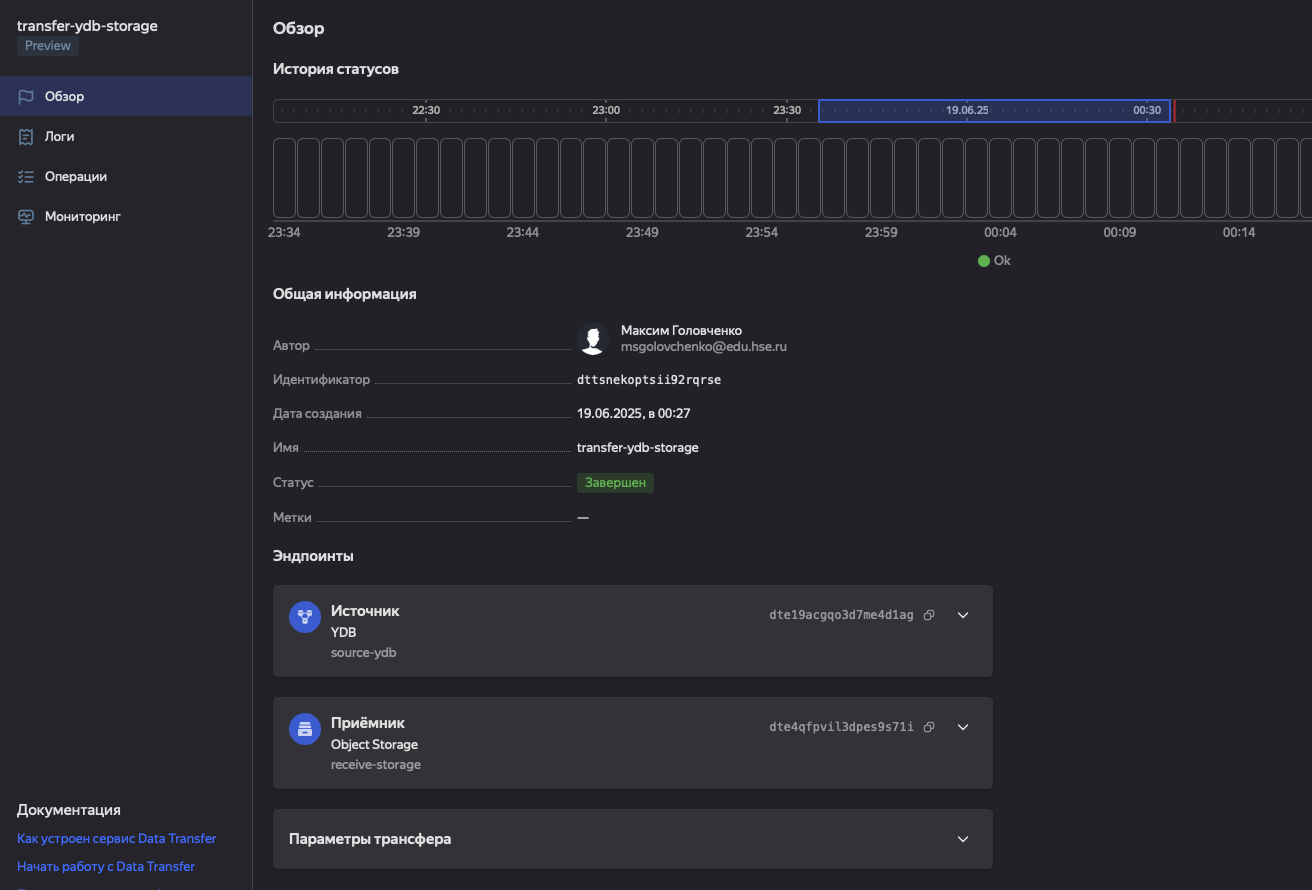 transfer-ydb-storage
Preview
Обзор
Логи
Операции
Мониторинг
Документация
Как устроен сервис Data Transfer
Начать работу с Data Transfer
Обзор
История статусов
22:30 23:00 23:30 19.06.25 00:30
23:34 23:39 23:44 23:49 23:54 23:59 00:04 00:09 00:14
Ok
Общая информация
Автор Максим Головченко
msgolovchenko@edu.hse.ru
Идентификатор dttsnekoptsii92rqrse
Дата создания 19.06.2025, в 00:27
Имя transfer-ydb-storage
Статус Завершен
Метки —
Эндпоинты
Источник dte19acgqo3d7me4d1ag
YDB
source-ydb
Приёмник dte4qfpvil3dpes9s71i
Object Storage
receive-storage
Параметры трансфера